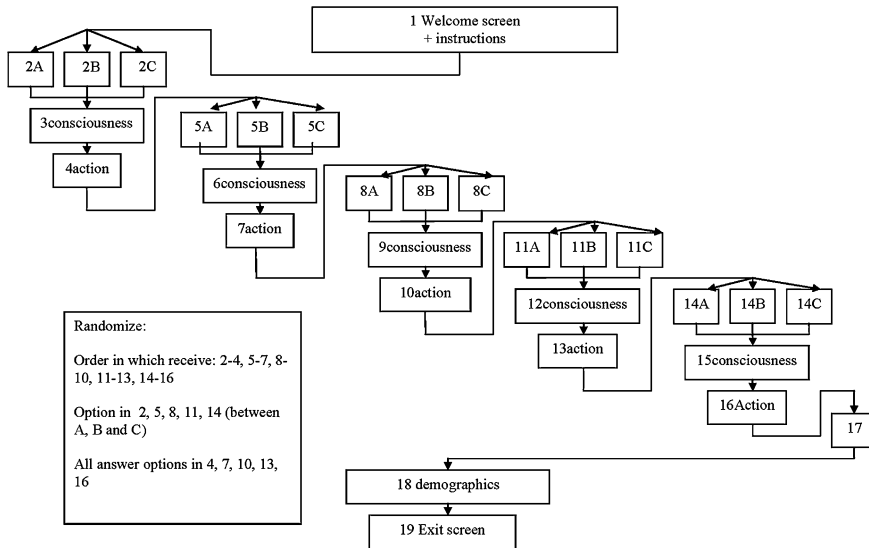 1 Welcome screen
+ instructions
2A
2B
2C
3consciousness
4action
5A
5B
5C
6consciousness
7action
8A
8B
8C
9consciousness
10action
11A
11B
11C
12consciousness
13action
14A
14B
14C
15consciousness
16Action
17
18 demographics
19 Exit screen
Randomize:
Order in which receive: 2-4, 5-7, 8-
10, 11-13, 14-16
Option in 2, 5, 8, 11, 14 (between
A, B and C)
All answer options in 4, 7, 10, 13,
16